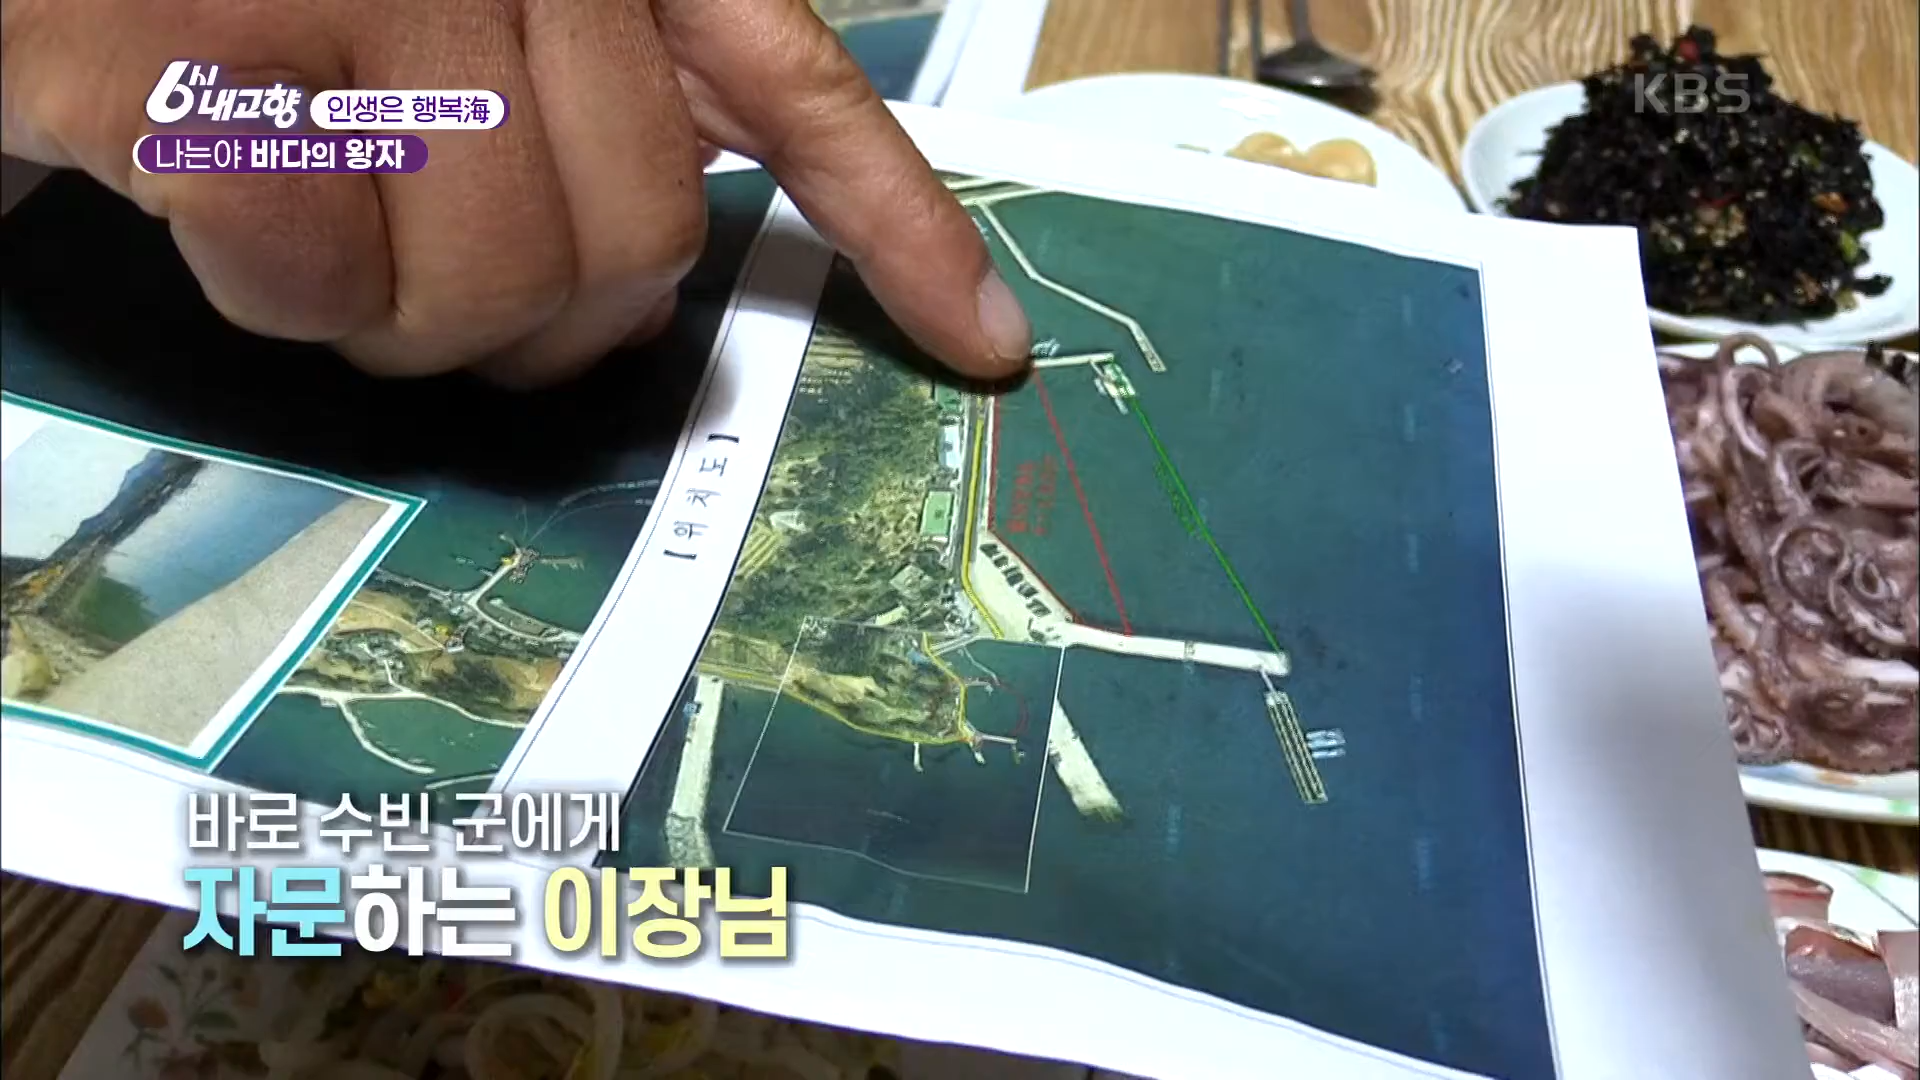 6시 내고향 인생은 행복海
나는야 바다의 왕자
KBS
【위 치 도】
바로 수빈 군에게
자문하는 이장님